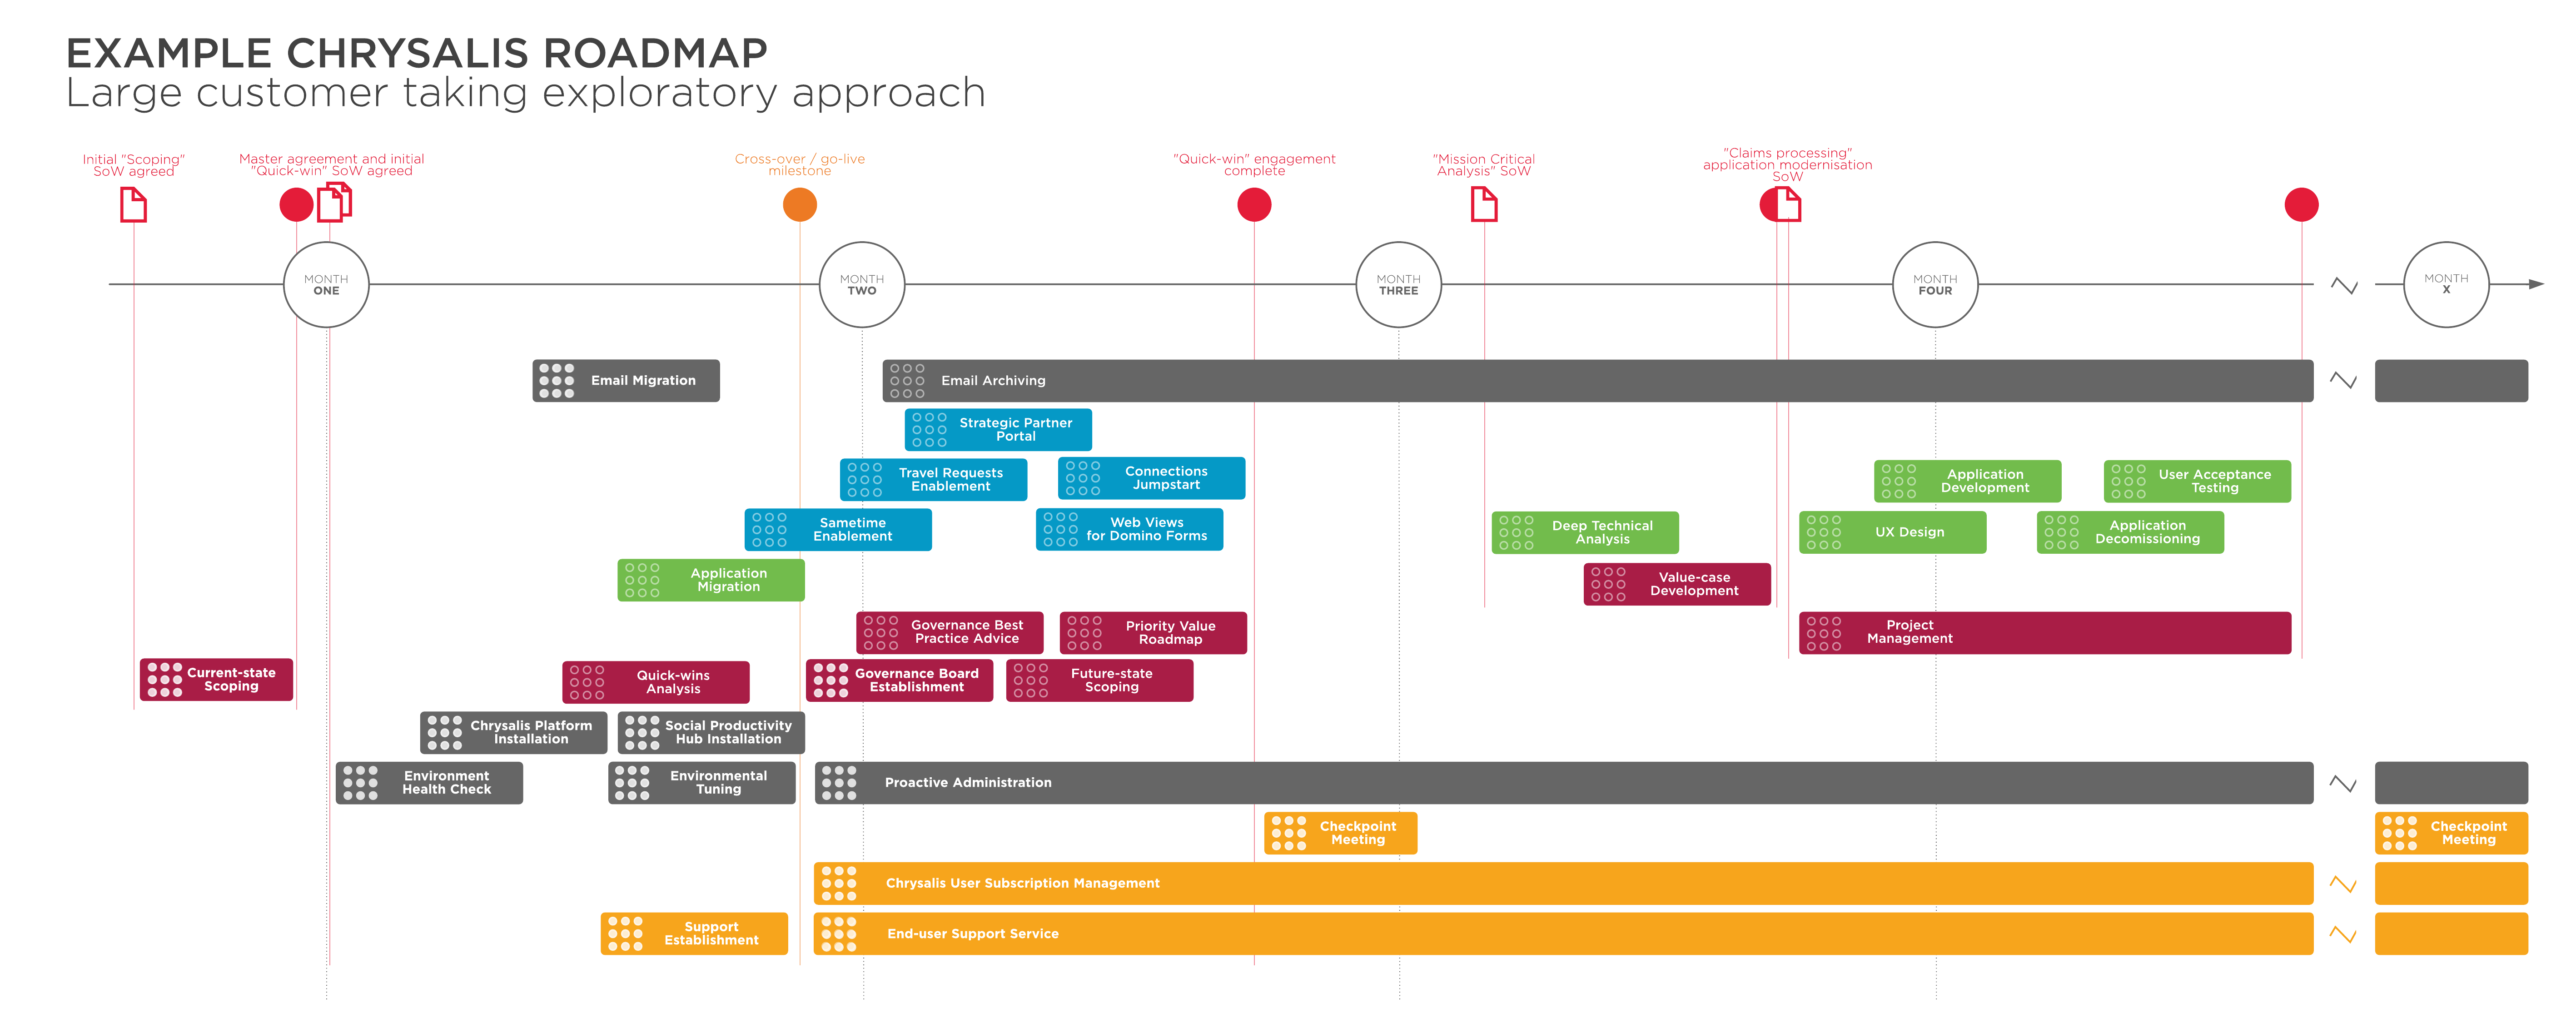 EXAMPLE CHRYSALIS ROADMAP
Large customer taking exploratory approach
Initial "Scoping"
SoW agreed
Master agreement and initial
"Quick-win" SoW agreed
Cross-over / go-live
milestone
"Quick-win" engagement
complete
"Mission Critical
Analysis" SoW
"Claims processing"
application modernisation
SoW
MONTH
ONE
MONTH
TWO
MONTH
THREE
MONTH
FOUR
MONTH
X
Email Migration
Email Archiving
Strategic Partner
Portal
Travel Requests
Enablement
Connections
Jumpstart
Application
Development
User Acceptance
Testing
Sametime
Enablement
Web Views
for Domino Forms
Deep Technical
Analysis
UX Design
Application
Decomissioning
Application
Migration
Value-case
Development
Governance Best
Practice Advice
Priority Value
Roadmap
Project
Management
Current-state
Scoping
Quick-wins
Analysis
Governance Board
Establishment
Future-state
Scoping
Chrysalis Platform
Installation
Social Productivity
Hub Installation
Environment
Health Check
Environmental
Tuning
Proactive Administration
Checkpoint
Meeting
Checkpoint
Meeting
Chrysalis User Subscription Management
Support
Establishment
End-user Support Service